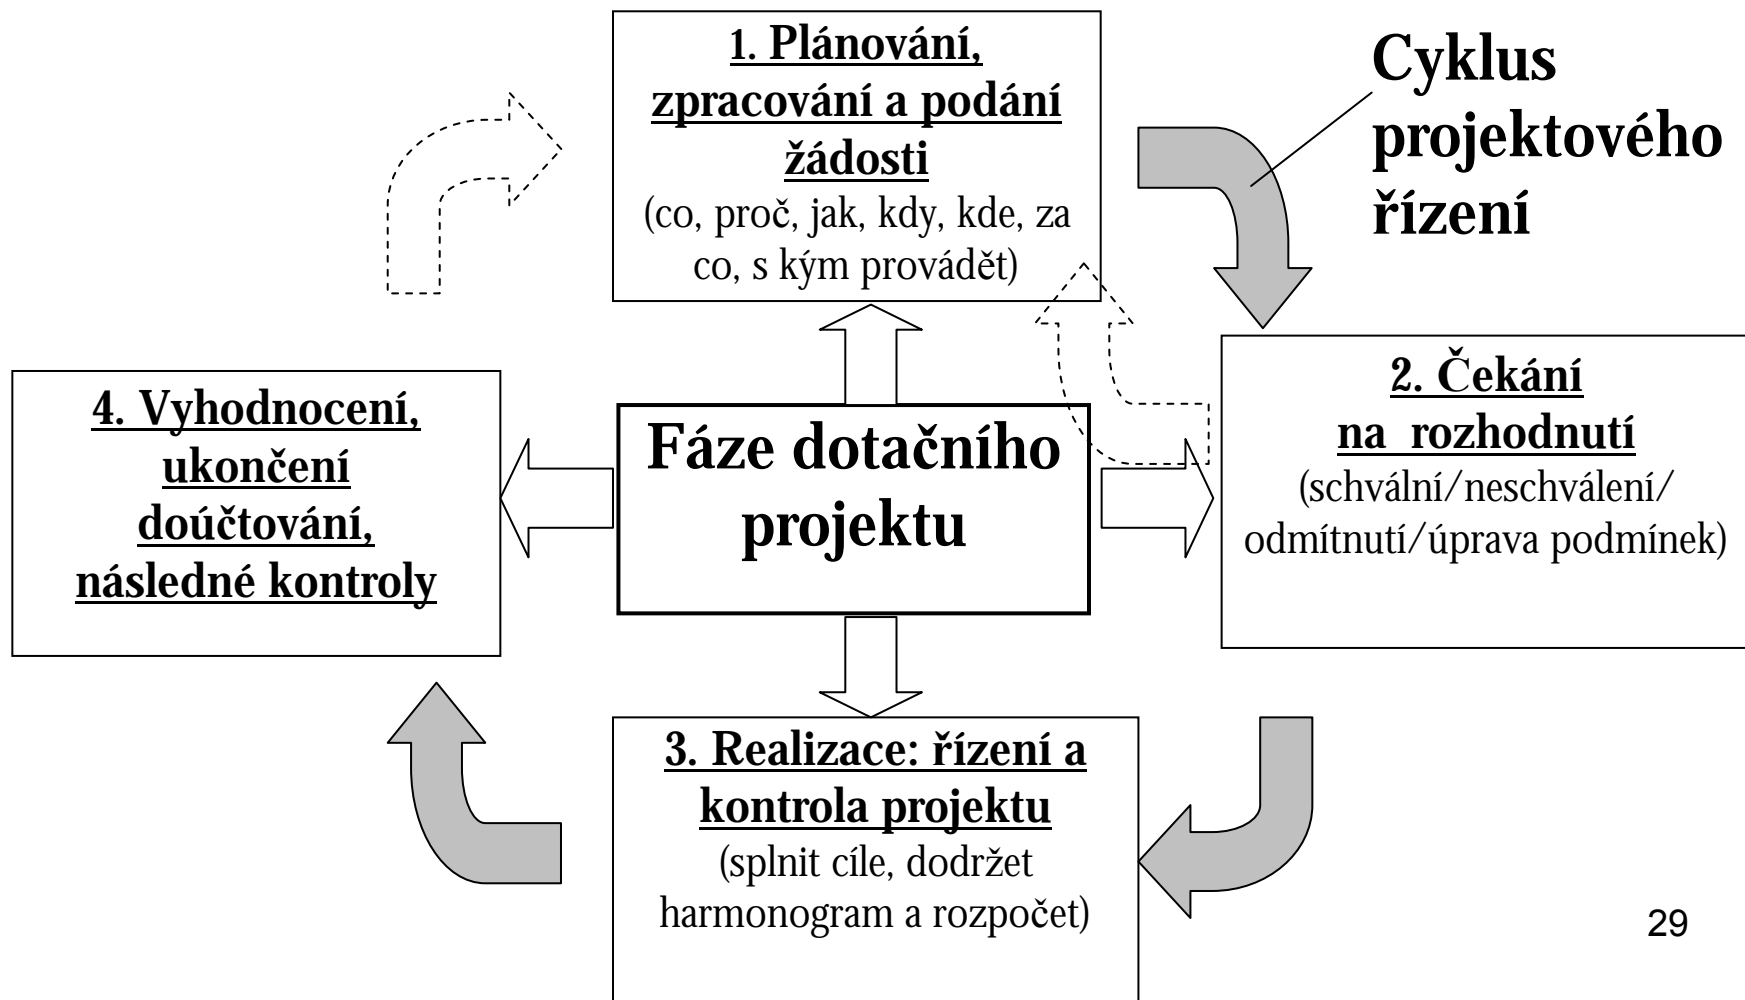 1. Plánování,
zpracování a podání
žádosti
(co, proč, jak, kdy, kde, za
co, s kým provádět)
Cyklus
projektového
řízení
2. Čekání
na rozhodnutí
(schvální/neschválení/
odmítnutí/úprava podmínek)
4. Vyhodnocení,
ukončení
doúčtování,
následné kontroly
Fáze dotačního
projektu
3. Realizace: řízení a
kontrola projektu
(splnit cíle, dodržet
harmonogram a rozpočet)
29